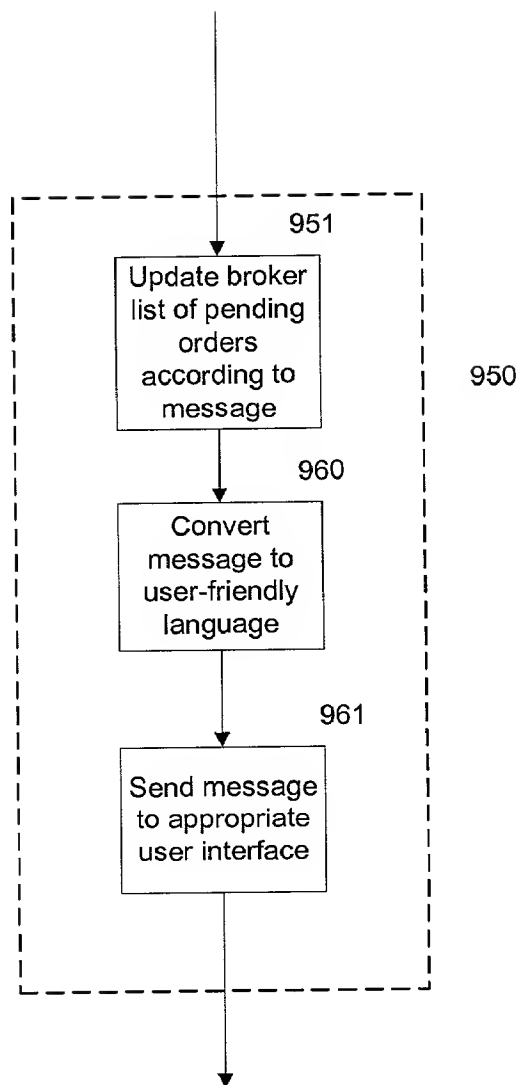 951
Update broker
list of pending
orders
according to
message
950
960
Convert
message to
user-friendly
language
961
Send message
to appropriate
user interface